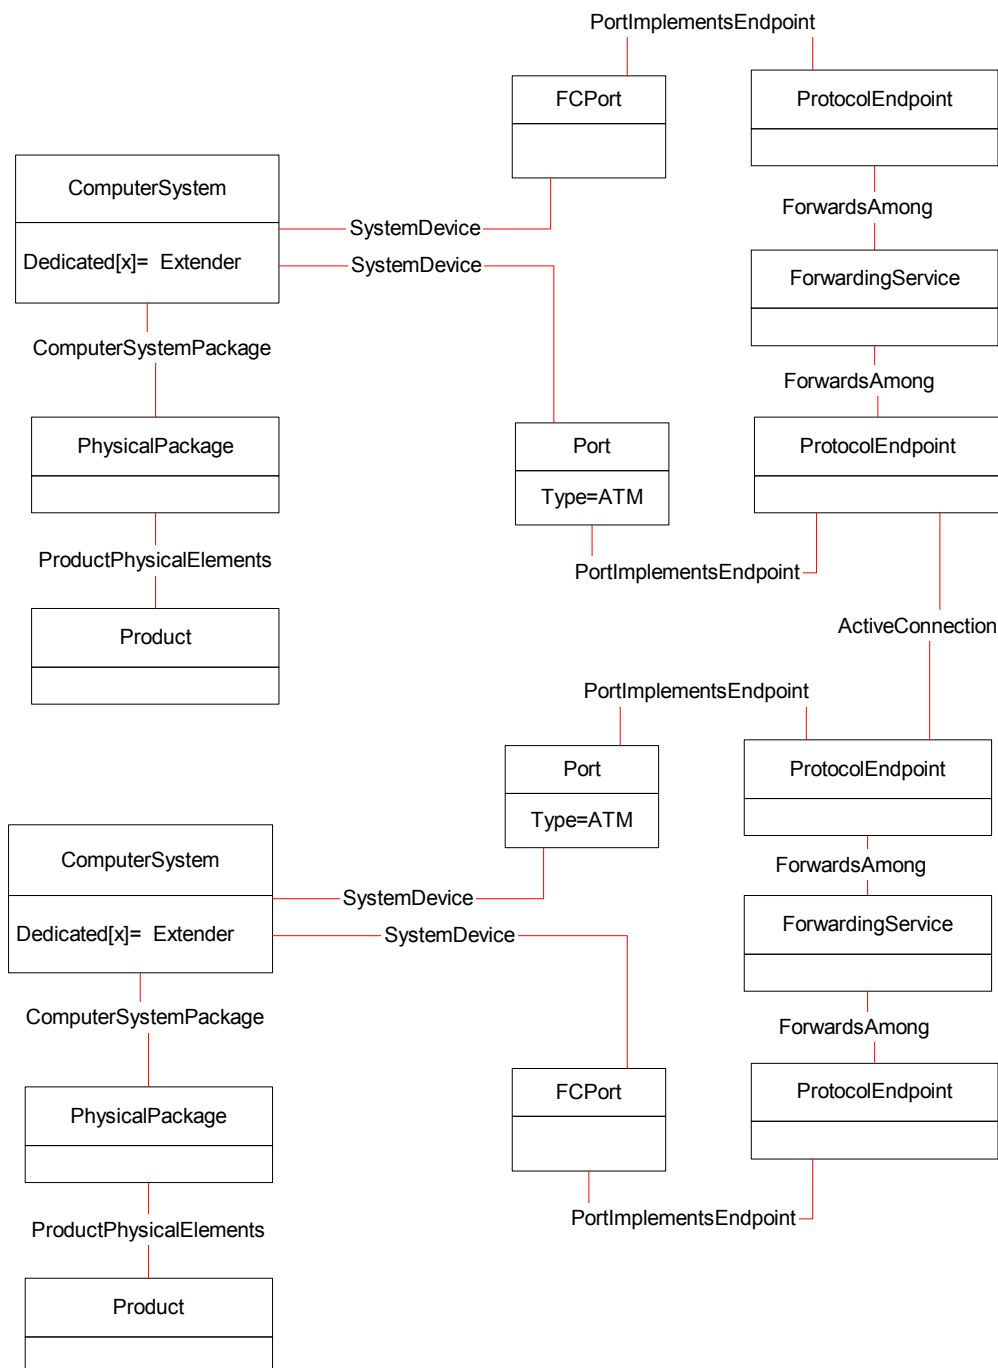 PortImplementsEndpoint
FCPort
ProtocolEndpoint
ComputerSystem
ForwardsAmong
SystemDevice
Dedicated[x]= Extender
SystemDevice
ForwardingService
ComputerSystemPackage
ForwardsAmong
PhysicalPackage
Port
ProtocolEndpoint
Type=ATM
ProductPhysicalElements
PortImplementsEndpoint
Product
ActiveConnection
PortImplementsEndpoint
Port
ProtocolEndpoint
Type=ATM
ComputerSystem
ForwardsAmong
SystemDevice
ForwardingService
Dedicated[x]= Extender
SystemDevice
ComputerSystemPackage
ForwardsAmong
FCPort
ProtocolEndpoint
PhysicalPackage
PortImplementsEndpoint
ProductPhysicalElements
Product